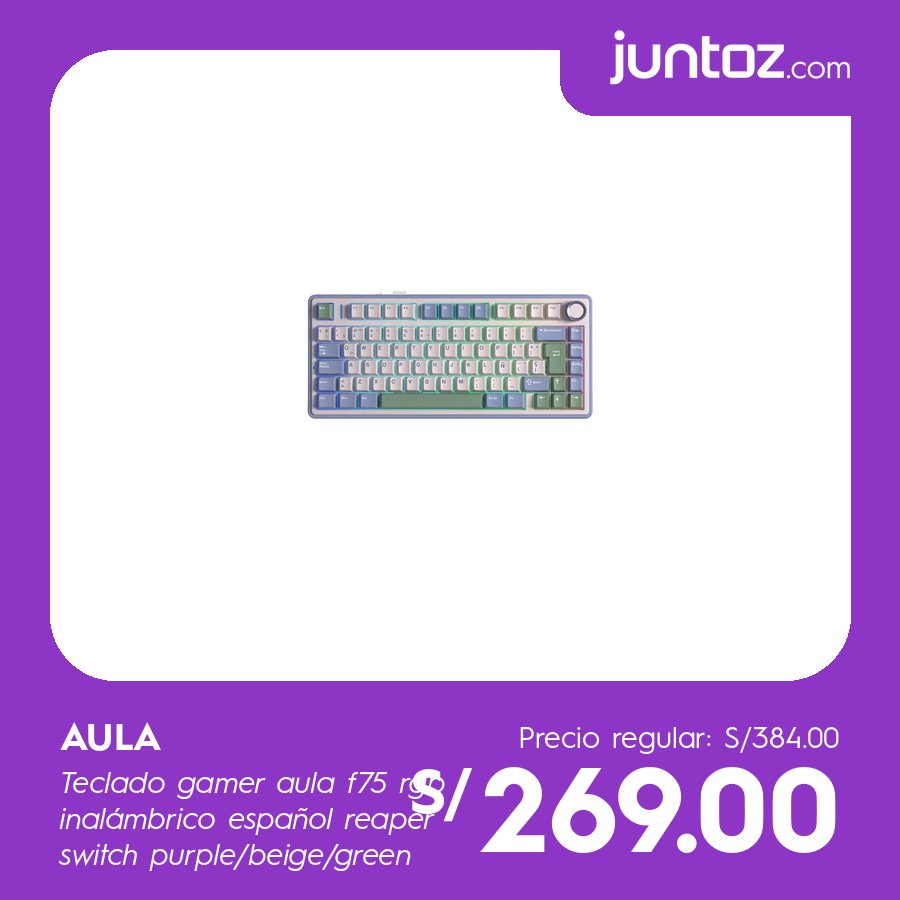 juntoz.com
AULA
Teclado gamer aula f75 rgb
inalámbrico español reaper
switch purple/beige/green
Precio regular: S/384.00
S/269.00